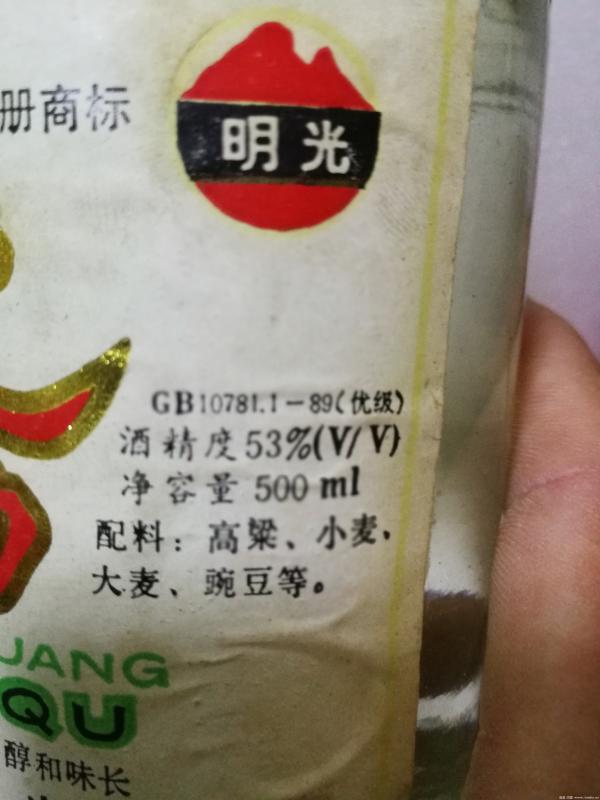 册商标
明光
GB10781.1-89(优级)
酒精度53%(V/V)
净容量 500 ml
配料：高粱、小麦、
大麦、豌豆等。
UANG
QU
醇和味长